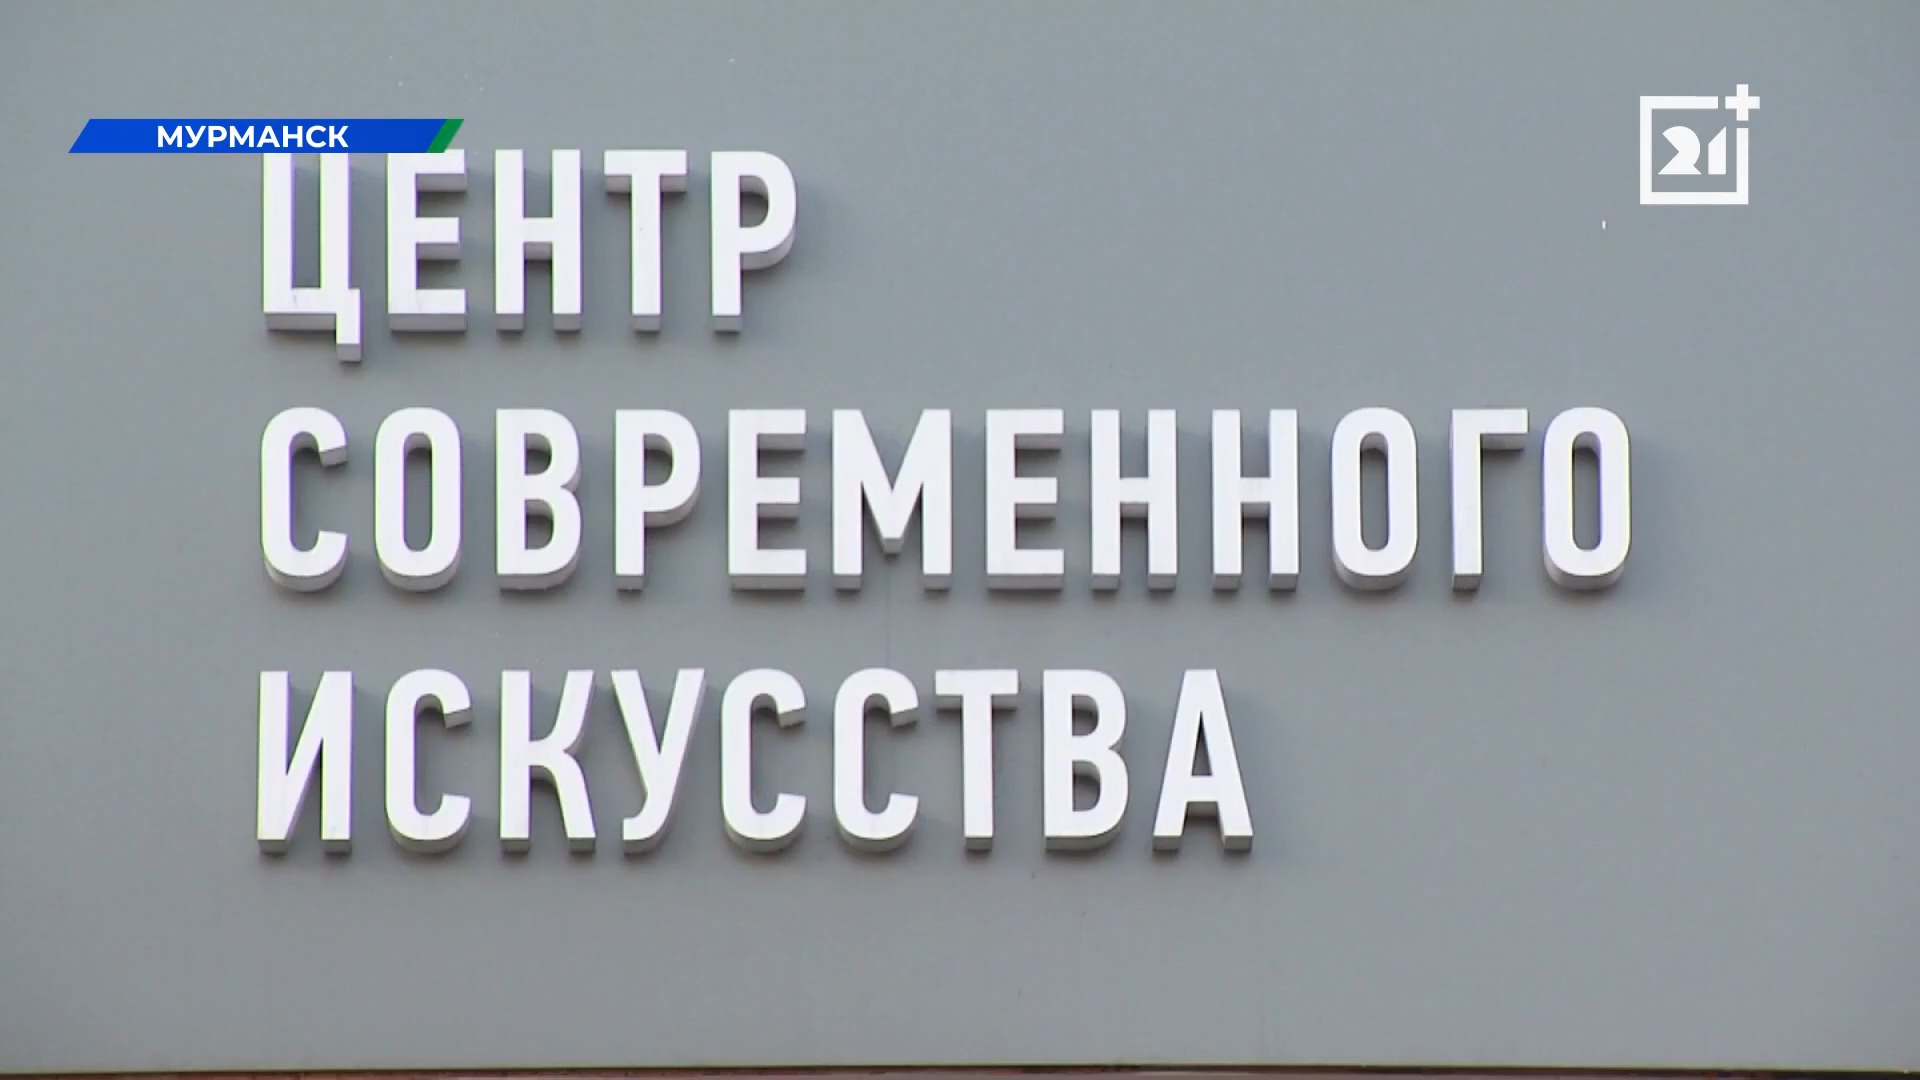 МУРМАНСК
21+
ЦЕНТР
СОВРЕМЕННОГО
ИСКУССТВА